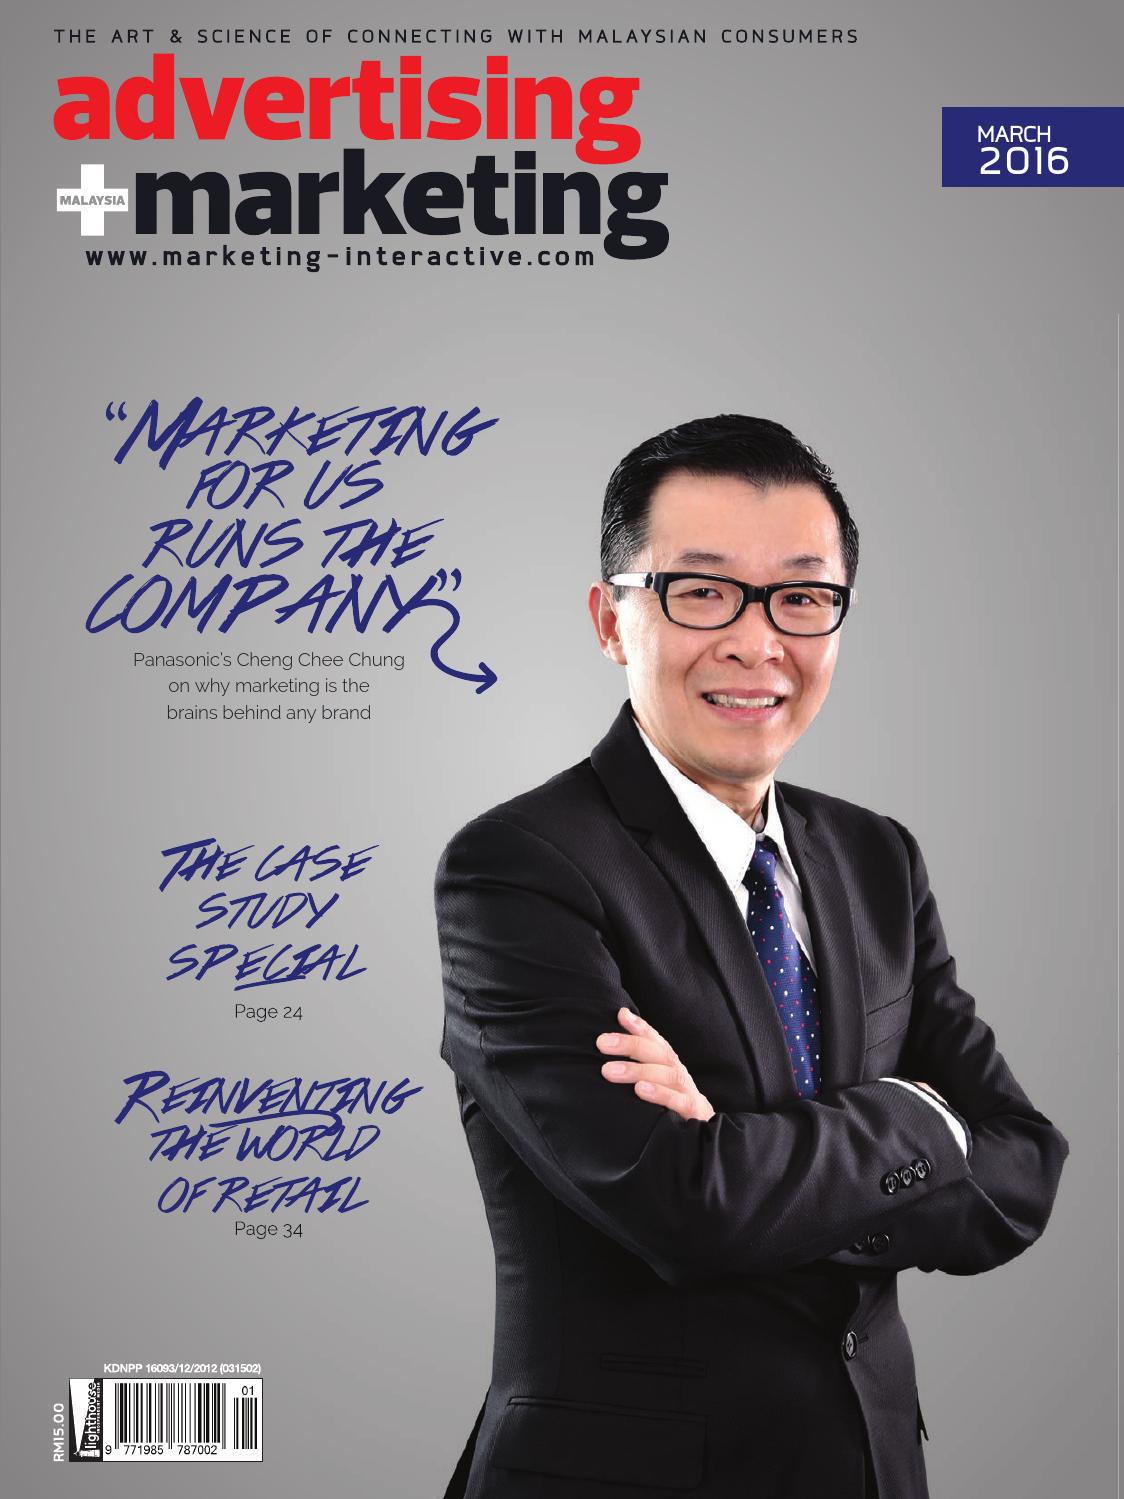 THE ART & SCIENCE OF CONNECTING WITH MALAYSIAN CONSUMERS
advertising
MALAYSIA
+marketing
www.marketing-interactive.com
MARCH
2016
“MARKETING
FOR US
RUNS THE
COMPANY”
Panasonic's Cheng Chee Chung
on why marketing is the
brains behind any brand
THE CASE
STUDY
SPECIAL
Page 24
REINVENTING
THE WORLD
OF RETAIL
Page 34
KDNPP 16093/12/2012 (031502)
RM15.00
lighthouse
INDEPENDENT MEDIA
01
9 771985 787002